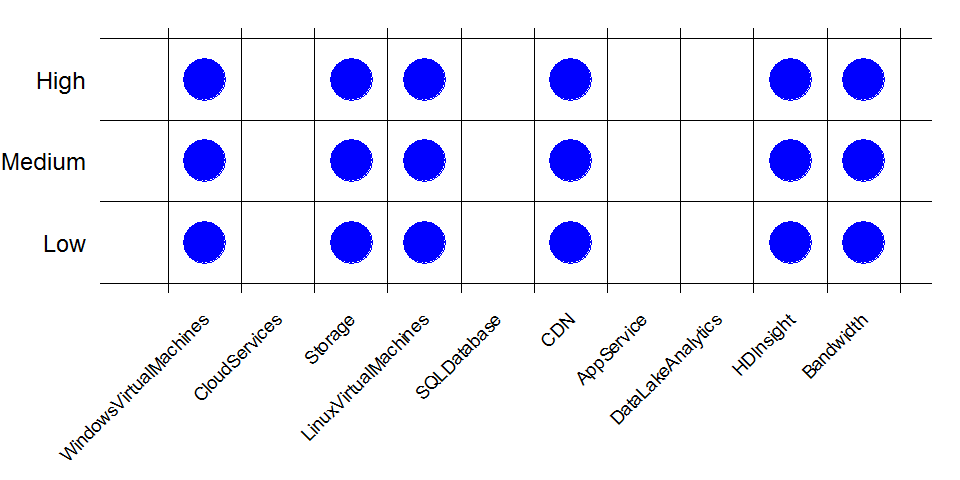 High
Medium
Low
WindowsVirtualMachines
CloudServices
Storage
LinuxVirtualMachines
SQLDatabase
CDN
AppService
DataLakeAnalytics
HDInsight
Bandwidth